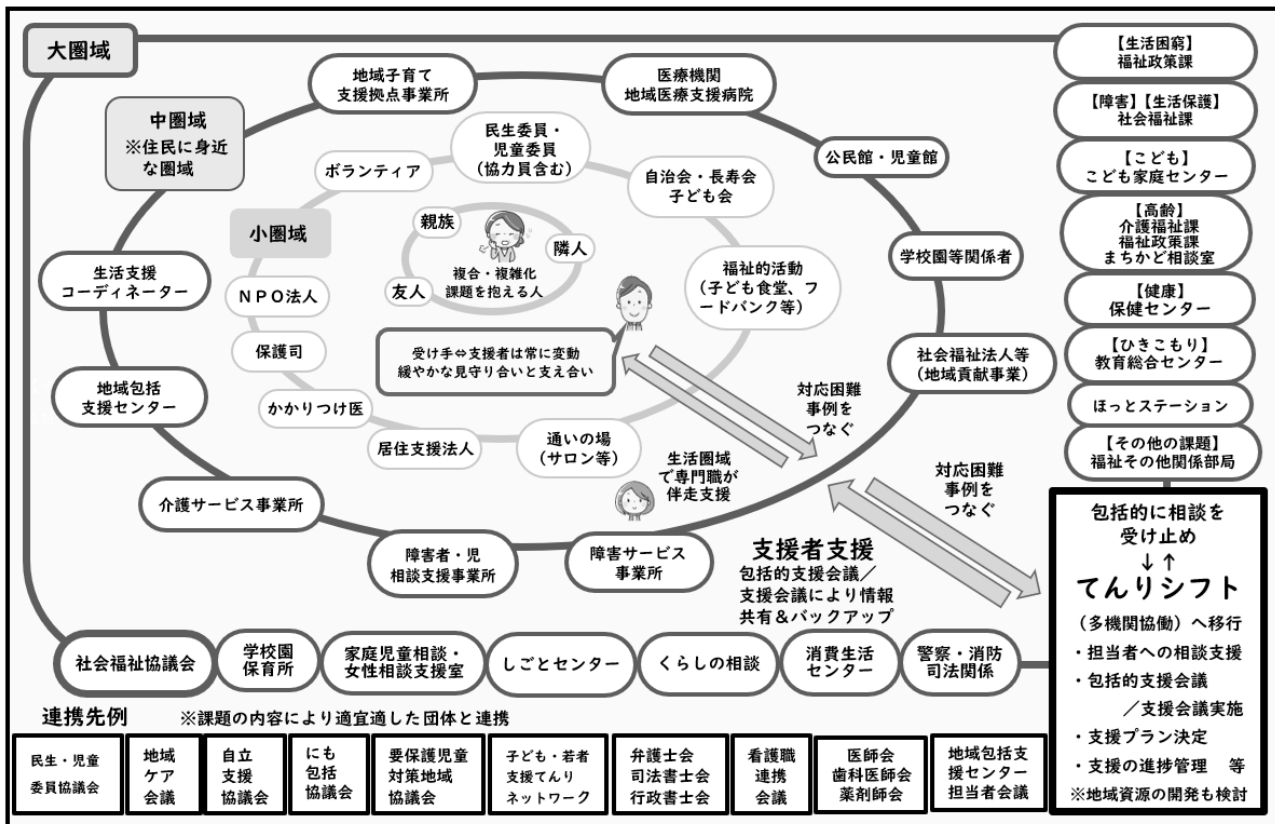 大圏域
中圏域
※住民に身近
な圏域
地域子育て
支援拠点事業所
医療機関
地域医療支援病院
公民館・児童館
学校園等関係者
社会福祉法人等
(地域貢献事業)
障害サービス
事業所
障害者・児
相談支援事業所
介護サービス事業所
地域包括
支援センター
生活支援
コーディネーター
小圏域
ボランティア
民生委員・
児童委員
(協力員含む)
自治会・長寿会
子ども会
福祉的活動
(子ども食堂、フ
ードバンク等)
通いの場
(サロン等)
居住支援法人
かかりつけ医
保護司
NPO法人
親族
隣人
友人
複合・複雑化
課題を抱える人
受け手⇔支援者は常に変動
緩やかな見守り合いと支え合い
対応困難
事例を
つなぐ
生活圏域
で専門職が
伴走支援
対応困難
事例を
つなぐ
支援者支援
包括的支援会議/
支援会議により情報
共有&バックアップ
【生活困窮】
福祉政策課
【障害】【生活保護】
社会福祉課
【こども】
こども家庭センター
【高齢】
介護福祉課
福祉政策課
まちかど相談室
【健康】
保健センター
【ひきこもり】
教育総合センター
ほっとステーション
【その他の課題】
福祉その他関係部局
包括的に相談を
受け止め
↓↑
てんりシフト
(多機関協働)へ移行
・担当者への相談支援
・包括的支援会議
/支援会議実施
・支援プラン決定
・支援の進捗管理 等
※地域資源の開発も検討
社会福祉協議会
学校園
保育所
家庭児童相談・
女性相談支援室
しごとセンター
くらしの相談
消費生活
センター
警察・消防
司法関係
連携先例 ※課題の内容により適宜適した団体と連携
民生・児童
委員協議会
地域
ケア
会議
自立
支援
協議会
にも
包括
協議会
要保護児童
対策地域
協議会
子ども・若者
支援てんり
ネットワーク
弁護士会
司法書士会
行政書士会
看護職
連携
会議
医師会
歯科医師会
薬剤師会
地域包括支
援センター
担当者会議